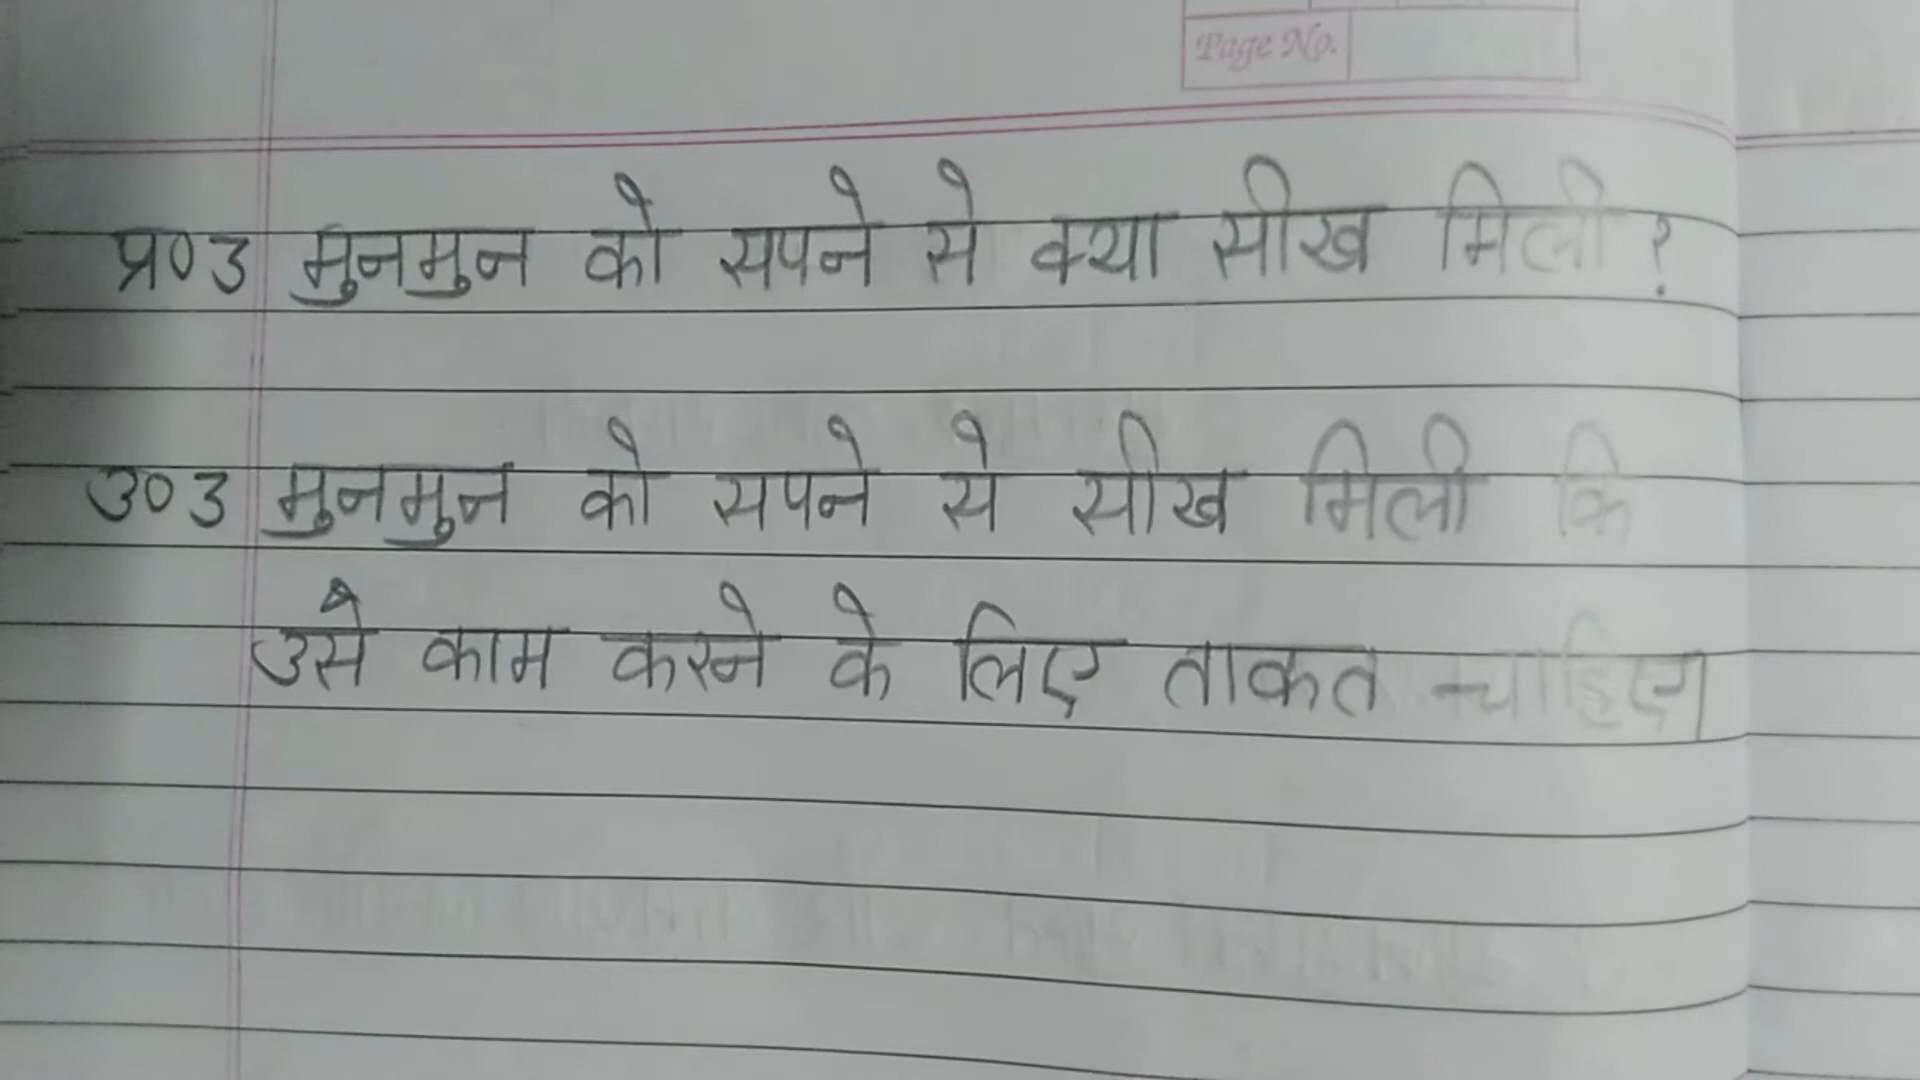 Page No.
प्र०3 मुनमुन को सपने से क्या सीख मिली?
उ०3 मुनमुन को सपने से सीख मिली कि
उसे काम करने के लिए ताकत चाहिए।